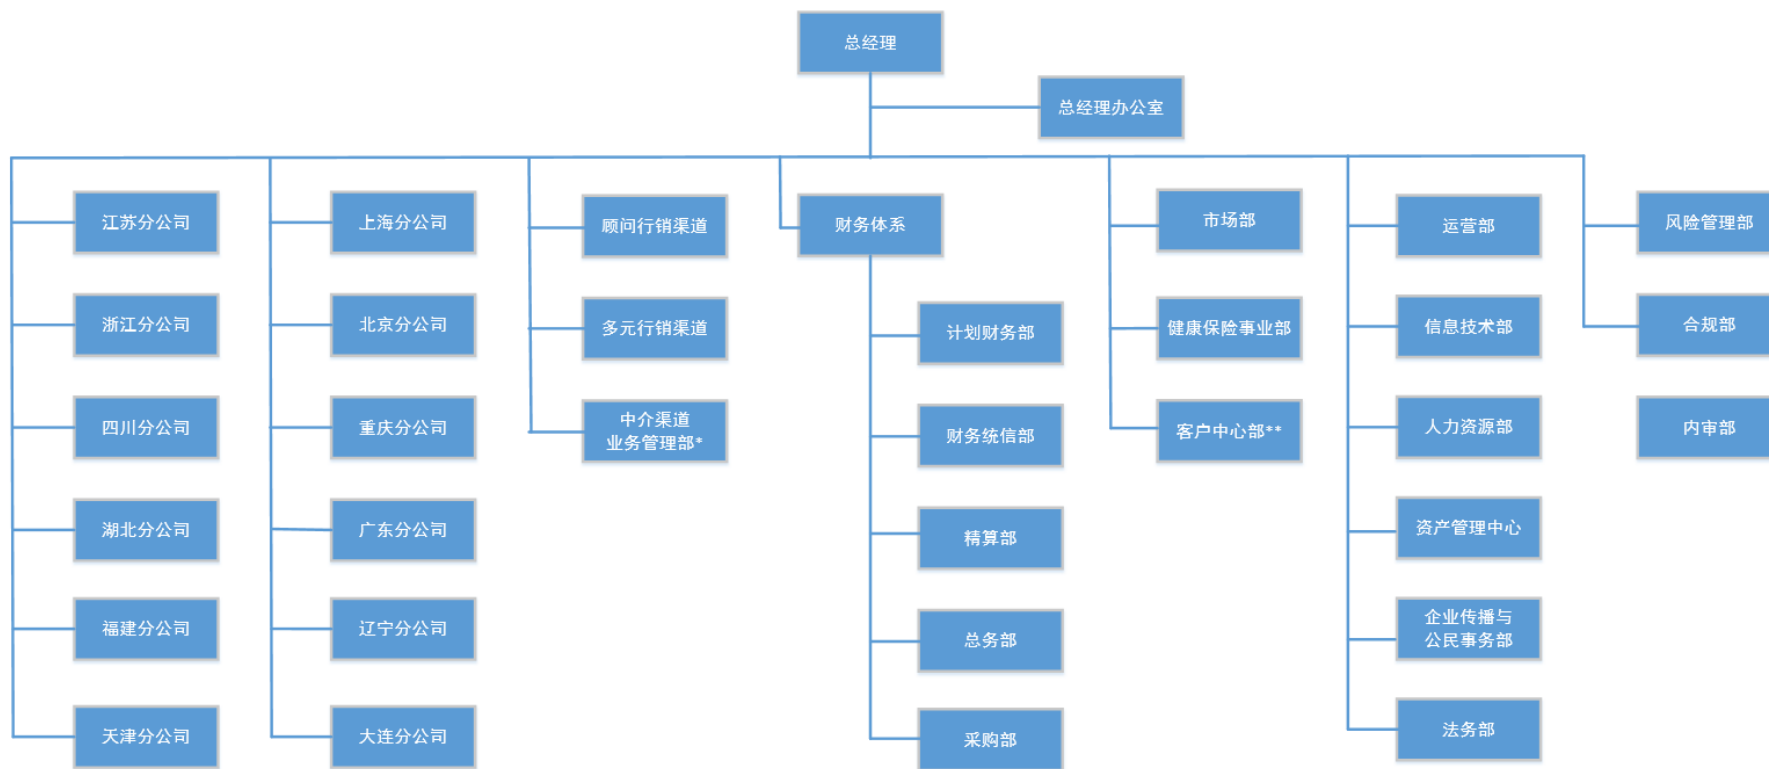 总经理
总经理办公室
江苏分公司
浙江分公司
四川分公司
湖北分公司
福建分公司
天津分公司
上海分公司
北京分公司
重庆分公司
广东分公司
辽宁分公司
大连分公司
顾问行销渠道
多元行销渠道
中介渠道
业务管理部*
财务体系
计划财务部
财务统信部
精算部
总务部
采购部
市场部
健康保险事业部
客户中心部**
运营部
信息技术部
人力资源部
资产管理中心
企业传播与
公民事务部
法务部
风险管理部
合规部
内审部